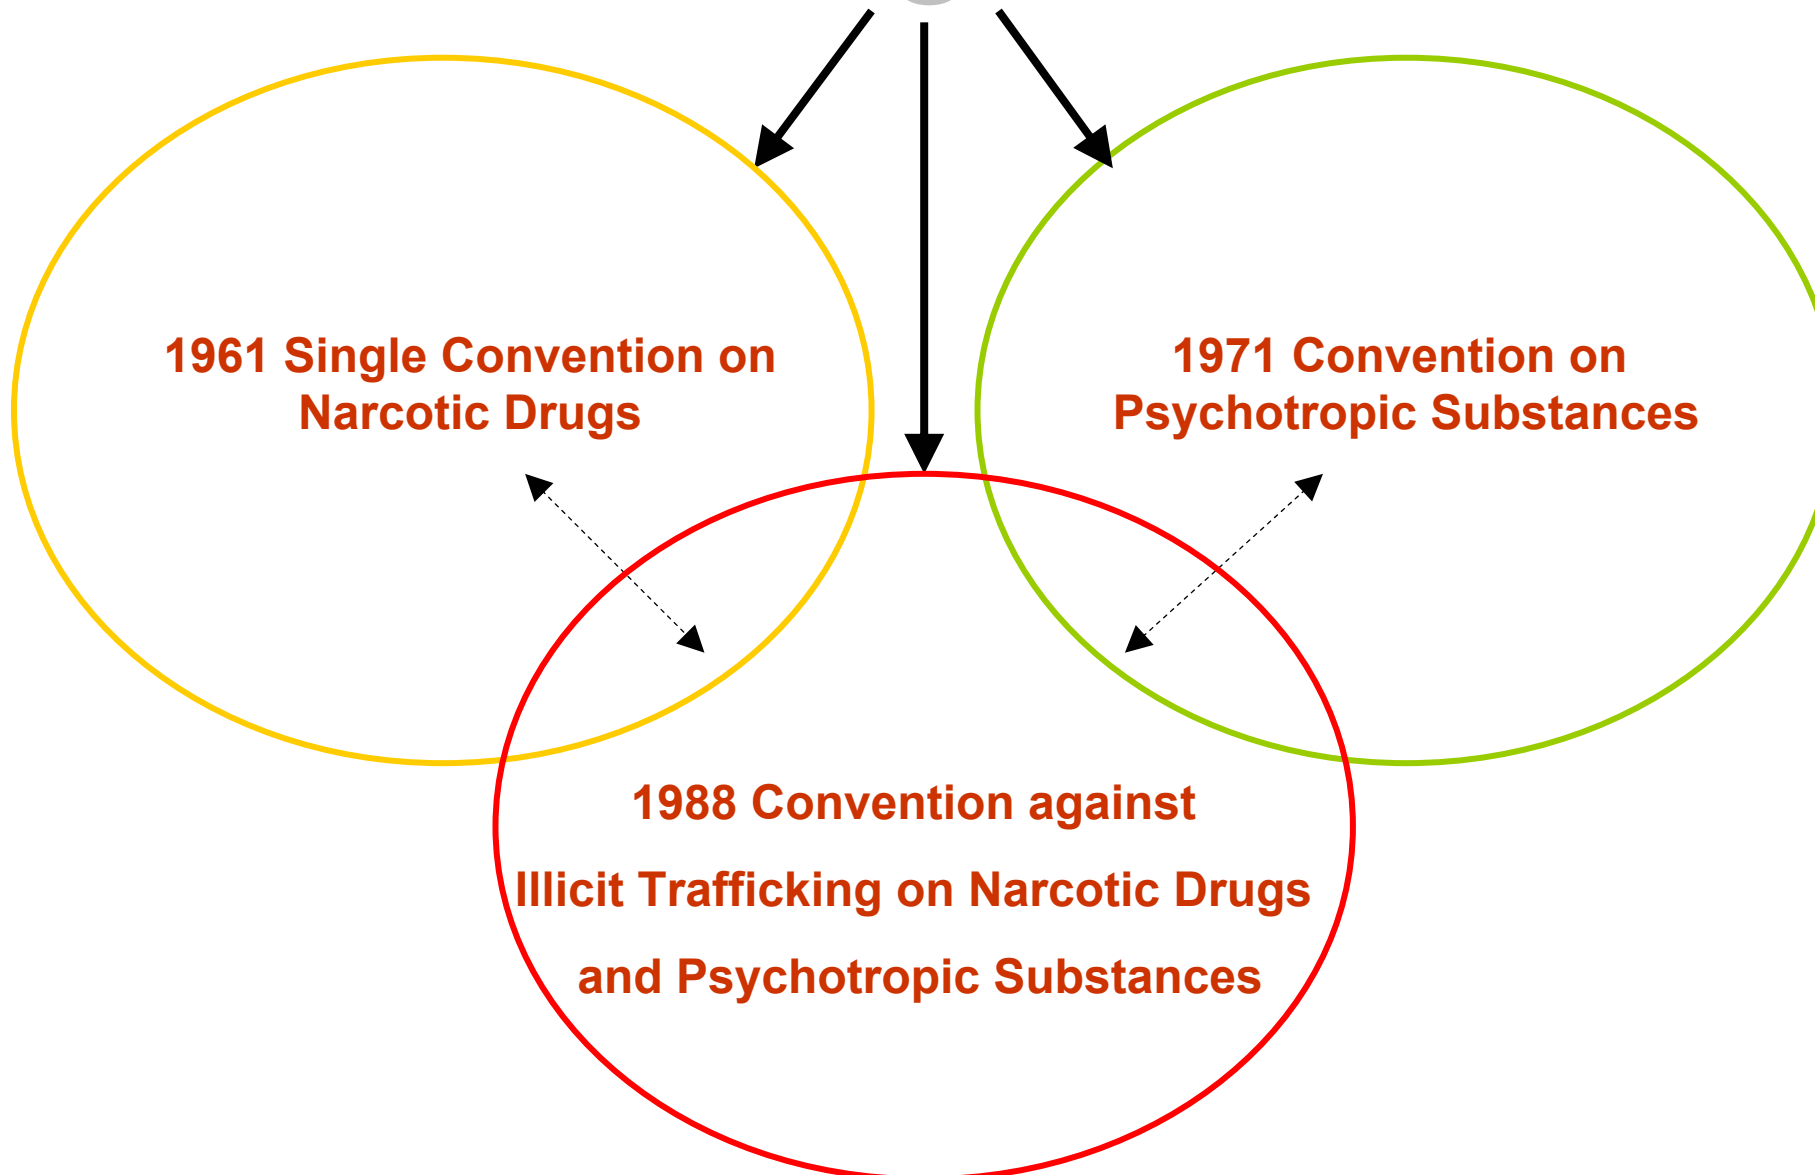 1961 Single Convention on
Narcotic Drugs
1971 Convention on
Psychotropic Substances
1988 Convention against
Illicit Trafficking on Narcotic Drugs
and Psychotropic Substances